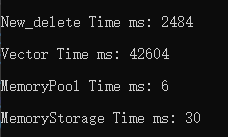 New_delete Time ms: 2484
Vector Time ms: 42604
MemoryPool Time ms: 6
MemoryStorage Time ms: 30